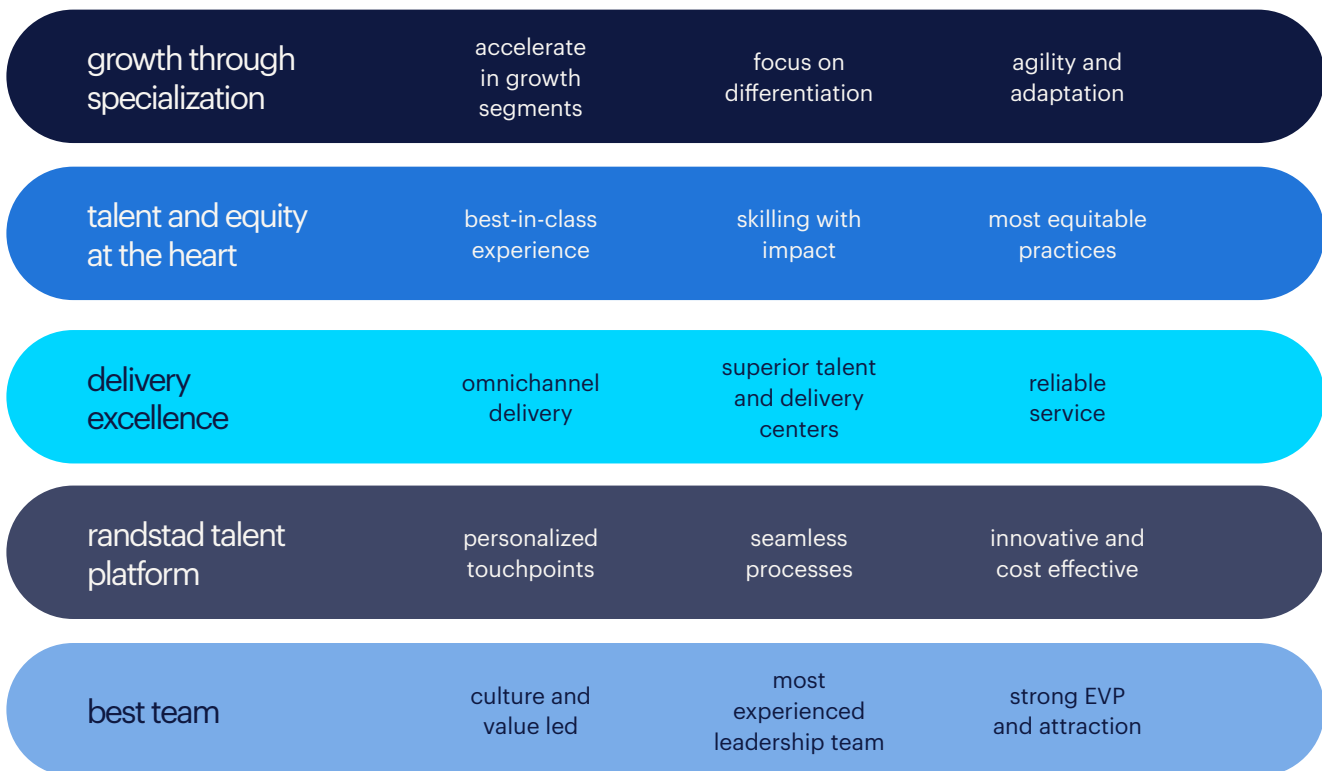 growth through
specialization
accelerate
in growth
segments
focus on
differentiation
agility and
adaptation
talent and equity
at the heart
best-in-class
experience
skilling with
impact
most equitable
practices
delivery
excellence
omnichannel
delivery
superior talent
and delivery
centers
reliable
service
randstad talent
platform
personalized
touchpoints
seamless
processes
innovative and
cost effective
best team
culture and
value led
most
experienced
leadership team
strong EVP
and attraction